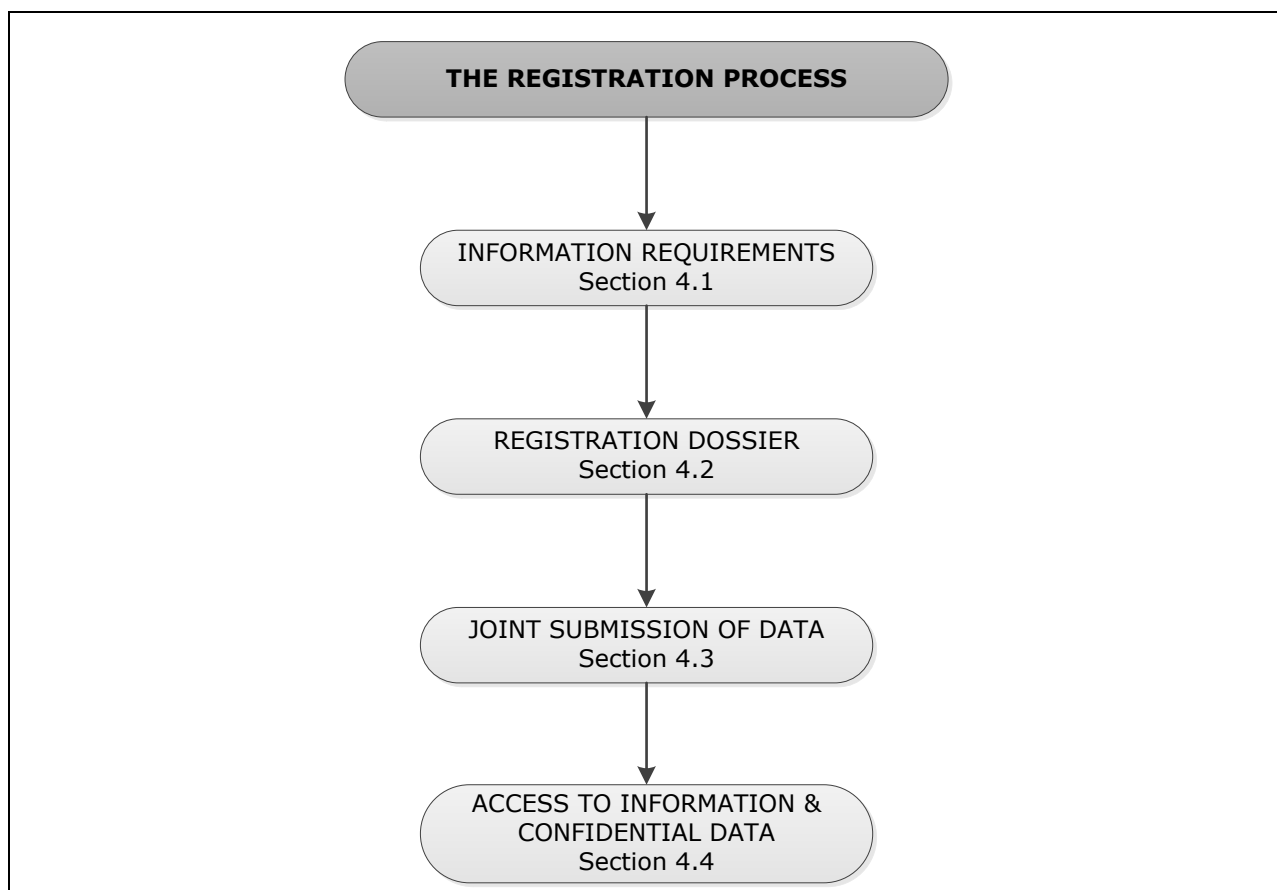 THE REGISTRATION PROCESS
INFORMATION REQUIREMENTS
Section 4.1
REGISTRATION DOSSIER
Section 4.2
JOINT SUBMISSION OF DATA
Section 4.3
ACCESS TO INFORMATION &
CONFIDENTIAL DATA
Section 4.4